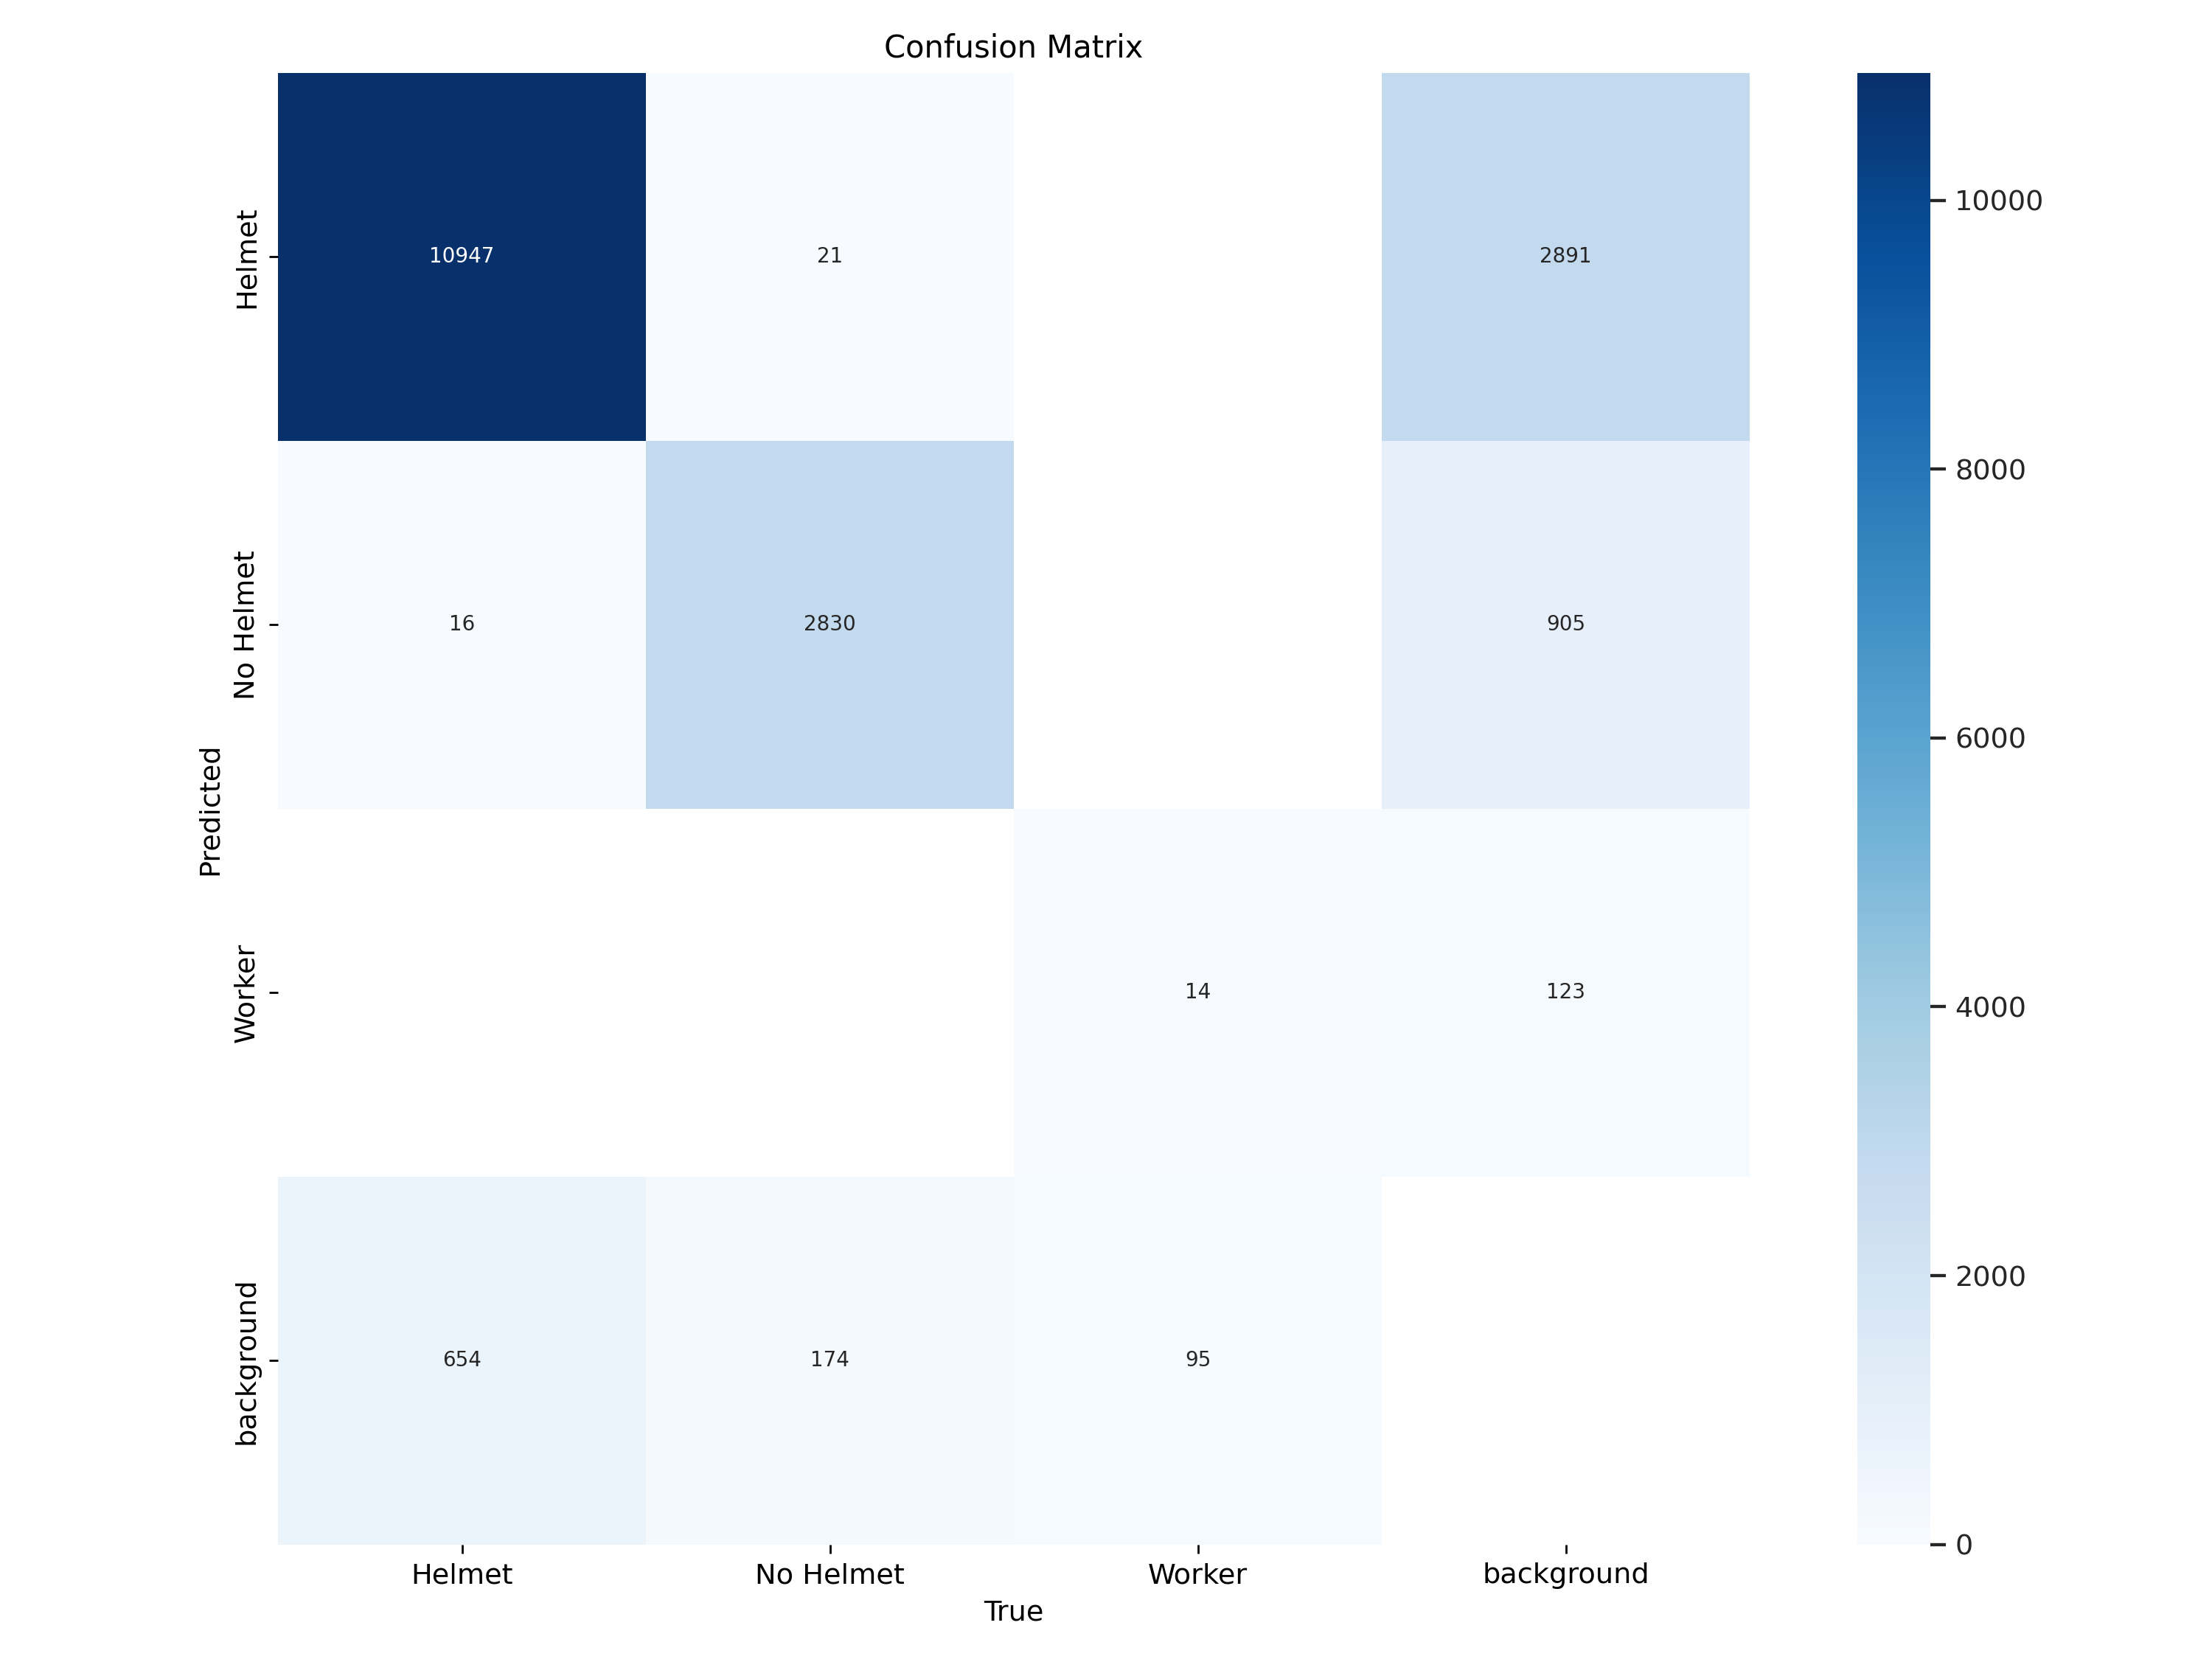 Confusion Matrix
Helmet
10947
21
2891
10000
8000
No Helmet
16
2830
905
6000
Predicted
Worker
14
123
4000
background
654
174
95
2000
0
Helmet
No Helmet
Worker
background
True